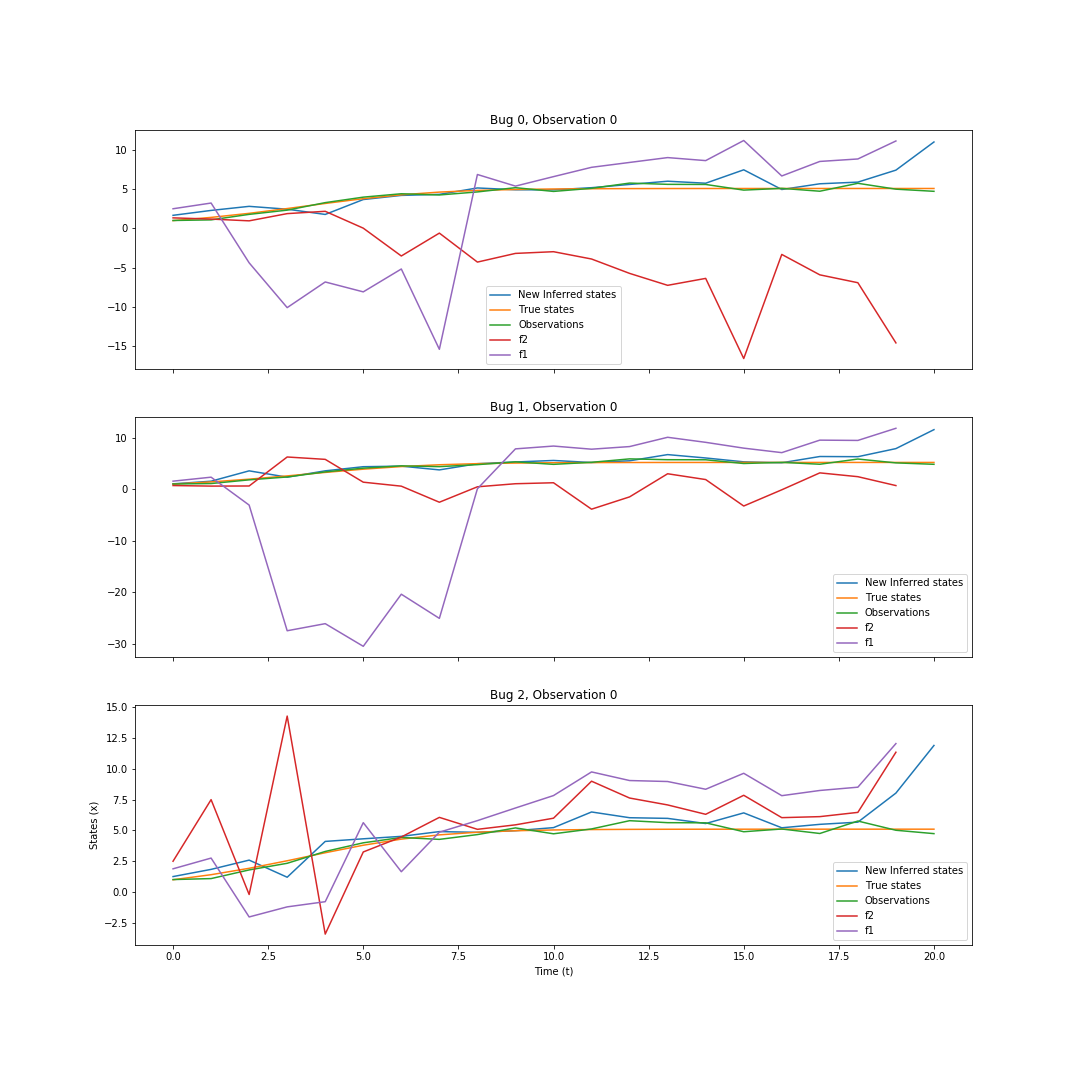 Bug 0, Observation 0
10
5
0
−5
−10
−15
New Inferred states
True states
Observations
f2
f1
Bug 1, Observation 0
10
0
−10
−20
−30
New Inferred states
True states
Observations
f2
f1
Bug 2, Observation 0
15.0
12.5
10.0
7.5
5.0
2.5
0.0
−2.5
States (x)
New Inferred states
True states
Observations
f2
f1
0.0 2.5 5.0 7.5 10.0 12.5 15.0 17.5 20.0
Time (t)